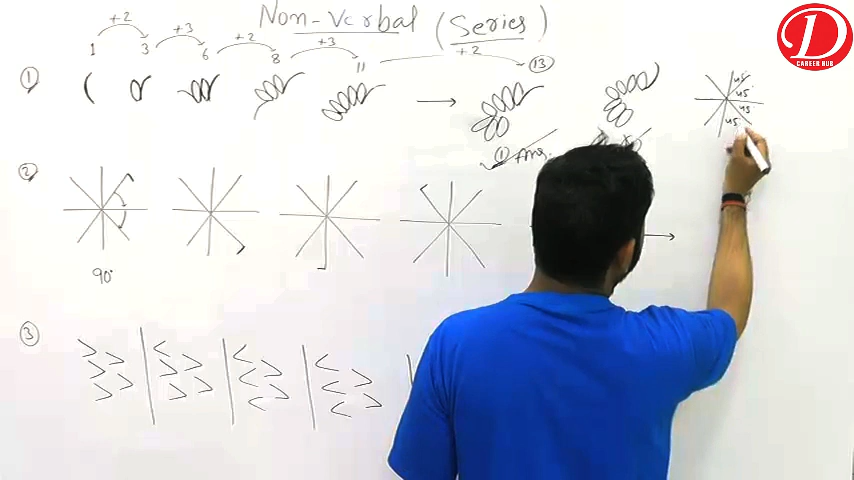 Non-Verbal (Series)
+2 +3 +2 +3 +2
1 3 6 8 11 13
①
① Ans.
45° 45° 45 45
②
90°
③
D
CAREER HUB